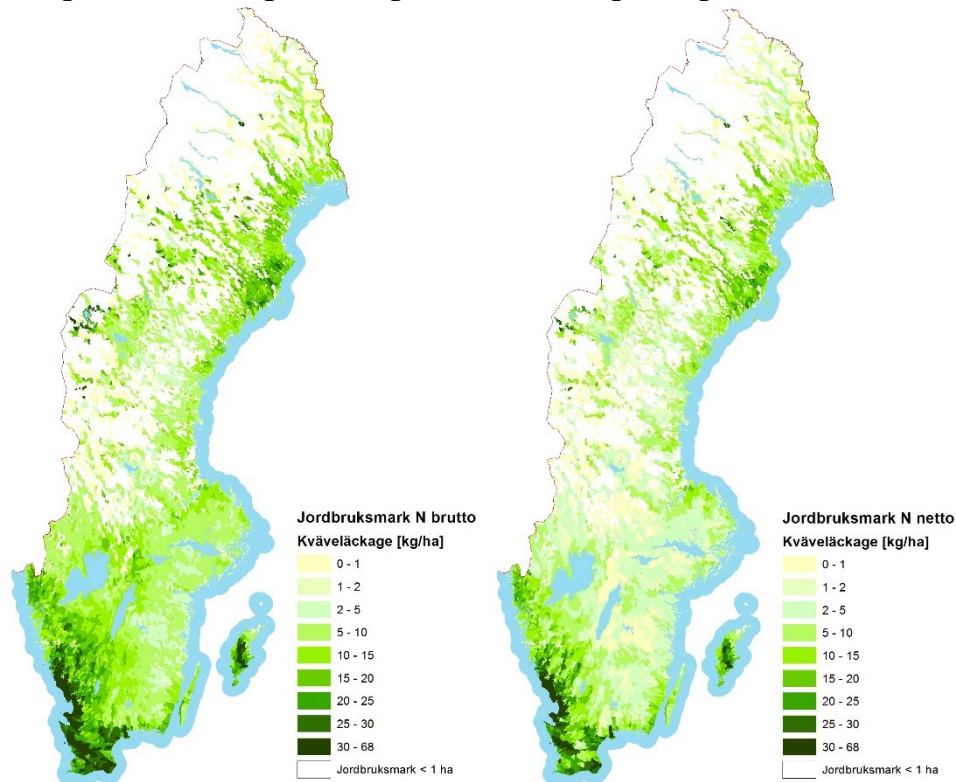 Jordbruksmark N brutto
Kväveläckage [kg/ha]
0 - 1
1 - 2
2 - 5
5 - 10
10 - 15
15 - 20
20 - 25
25 - 30
30 - 68
Jordbruksmark < 1 ha
Jordbruksmark N netto
Kväveläckage [kg/ha]
0 - 1
1 - 2
2 - 5
5 - 10
10 - 15
15 - 20
20 - 25
25 - 30
30 - 68
Jordbruksmark < 1 ha